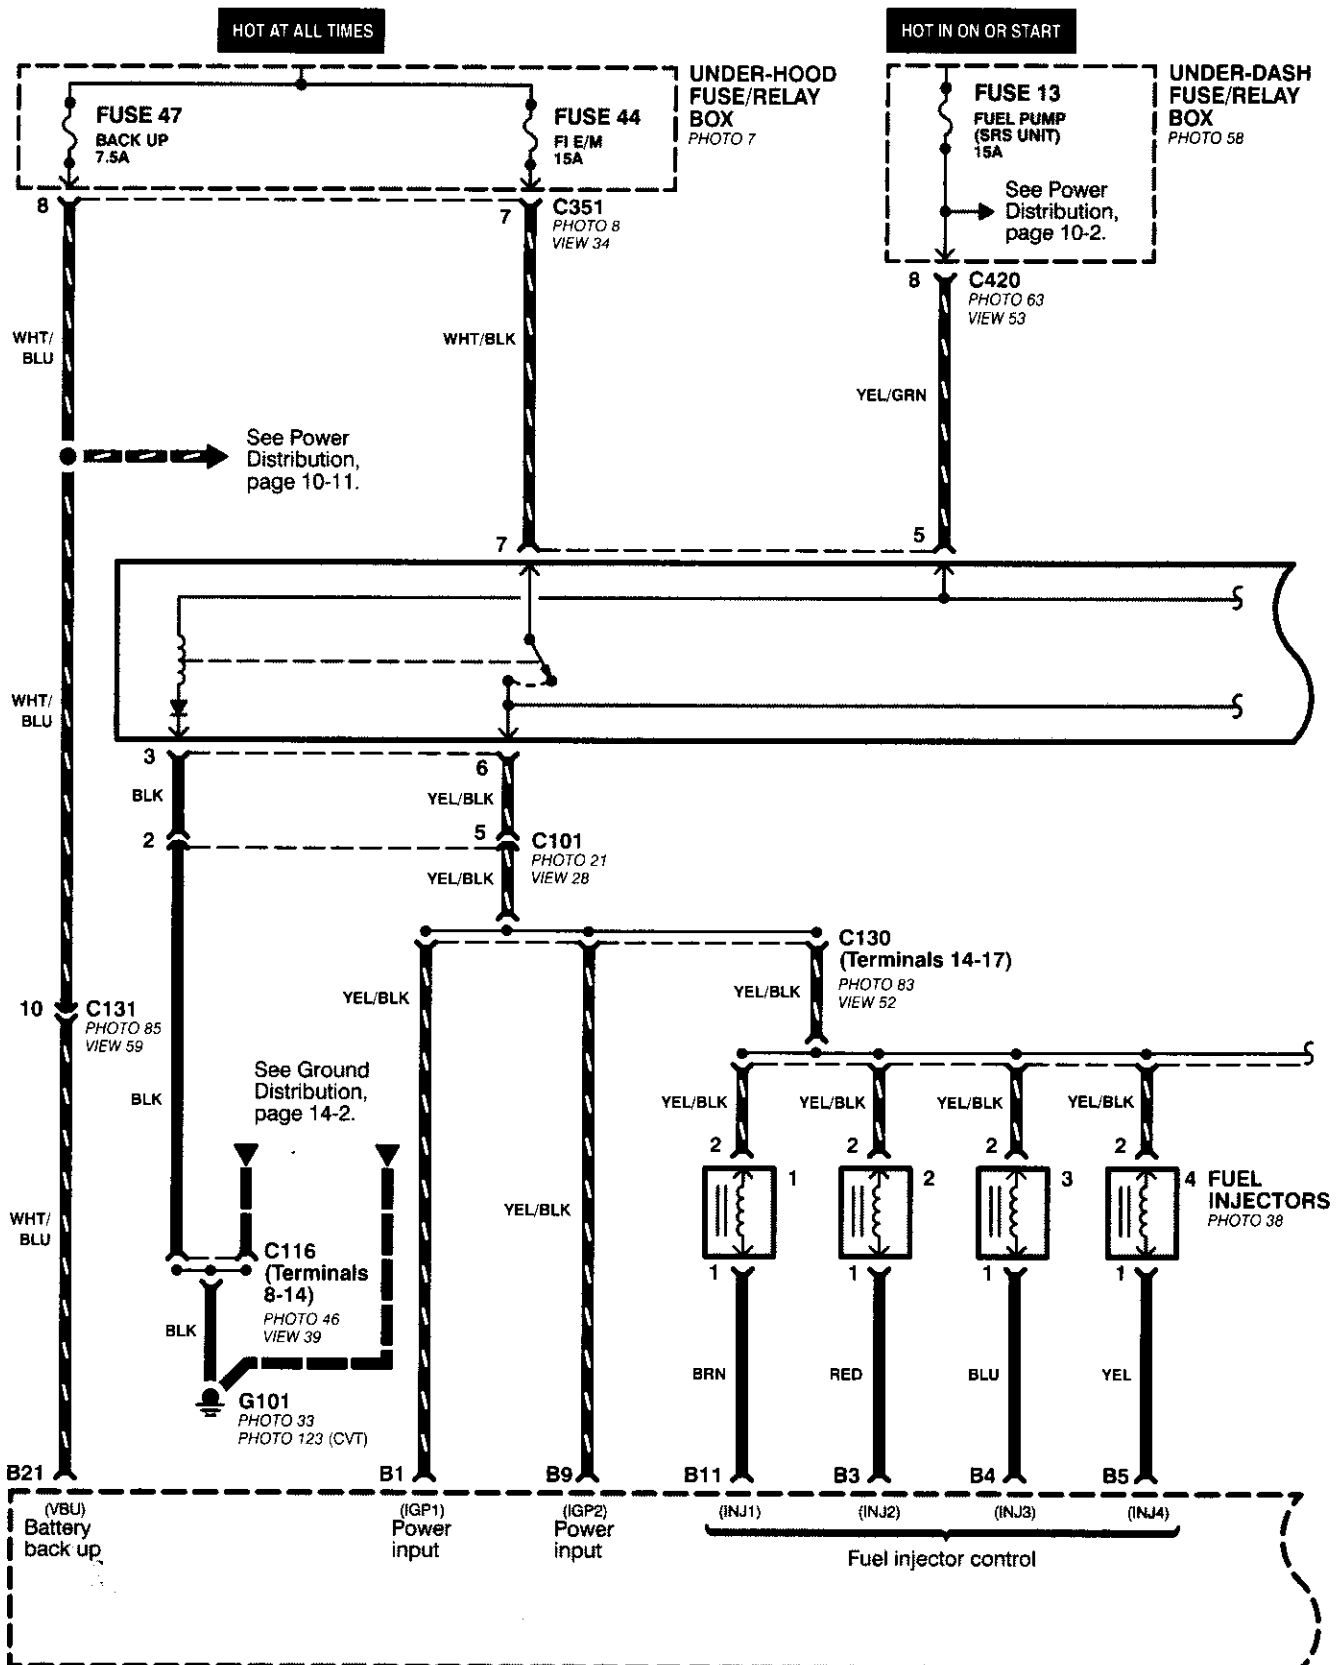 HOT AT ALL TIMES
HOT IN ON OR START
FUSE 47
BACK UP
7.5A
FUSE 44
FI E/M
15A
UNDER-HOOD
FUSE/RELAY
BOX
PHOTO 7
FUSE 13
FUEL PUMP
(SRS UNIT)
15A
See Power
Distribution,
page 10-2.
UNDER-DASH
FUSE/RELAY
BOX
PHOTO 58
8
7
C351
PHOTO 8
VIEW 34
8
C420
PHOTO 63
VIEW 53
WHT/
BLU
WHT/BLK
YEL/GRN
See Power
Distribution,
page 10-11.
7
5
WHT/
BLU
3
6
BLK
YEL/BLK
2
5
C101
PHOTO 21
VIEW 28
YEL/BLK
C130
(Terminals 14-17)
PHOTO 83
VIEW 52
YEL/BLK
YEL/BLK
10
C131
PHOTO 85
VIEW 59
See Ground
Distribution,
page 14-2.
BLK
YEL/BLK
YEL/BLK
YEL/BLK
YEL/BLK
2
2
2
2
1
2
3
4
FUEL
INJECTORS
PHOTO 38
WHT/
BLU
YEL/BLK
C116
(Terminals
8-14)
PHOTO 46
VIEW 39
1
1
1
1
BLK
BRN
RED
BLU
YEL
G101
PHOTO 33
PHOTO 123 (CVT)
B21
B1
B9
B11
B3
B4
B5
(VBU)
Battery
back up
(IGP1)
Power
input
(IGP2)
Power
input
(INJ1)
(INJ2)
(INJ3)
(INJ4)
Fuel injector control